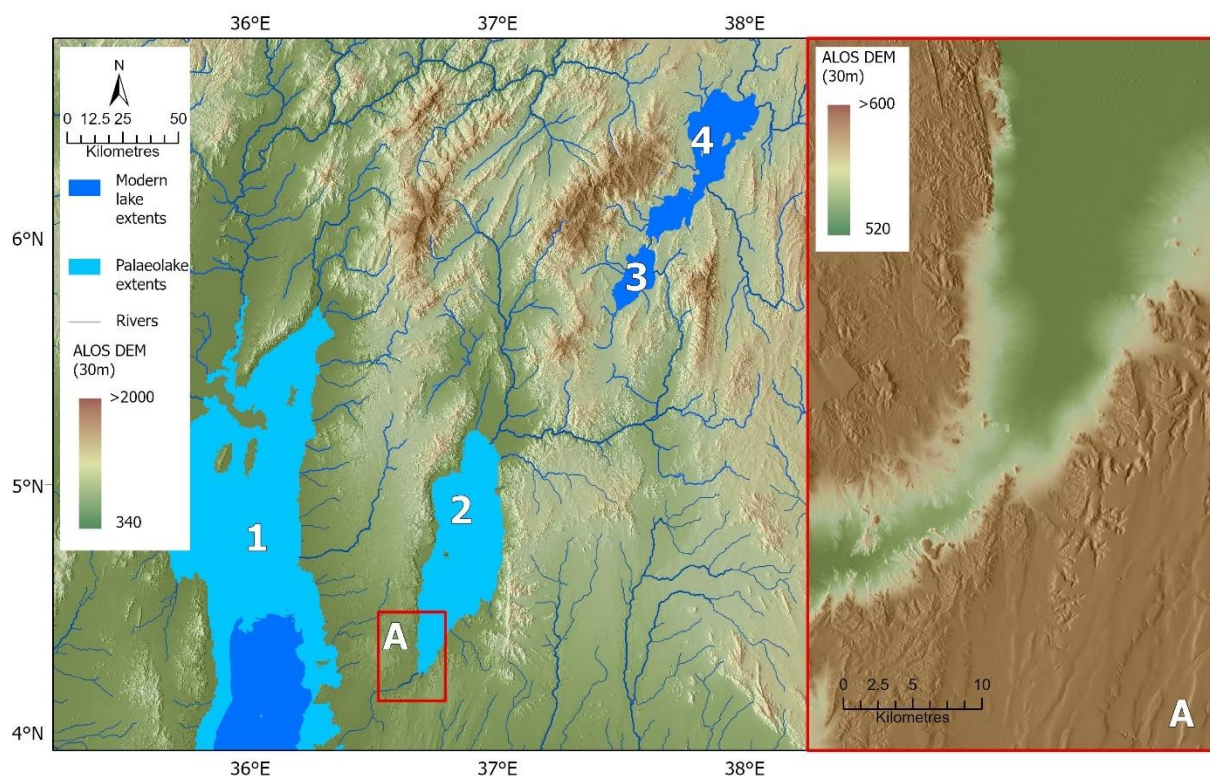 36°E 37°E 38°E
N
0 12.5 25 50
Kilometres
Modern
lake
extents
Palaeolake
extents
Rivers
ALOS DEM
(30m)
>2000
340
6°N
5°N
4°N
1
2
3
4
A
36°E 37°E 38°E
ALOS DEM
(30m)
>600
520
0 2.5 5 10
Kilometres
A